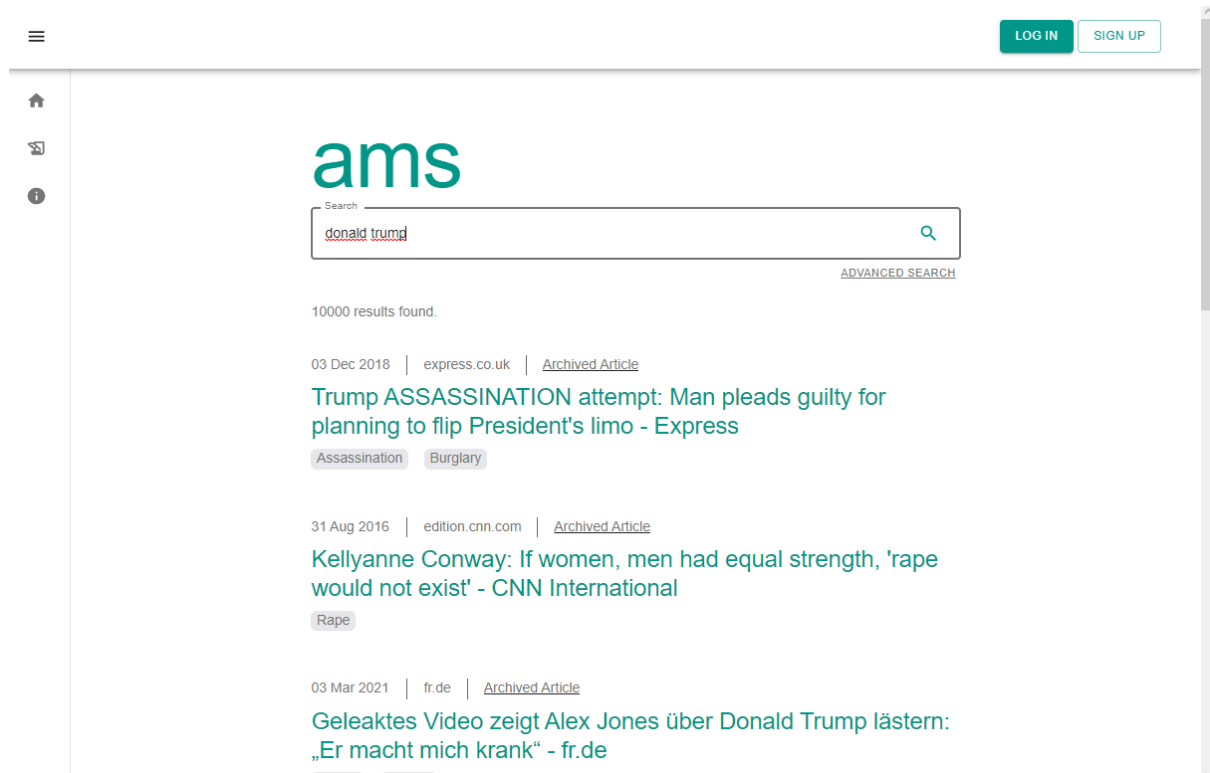 LOG IN SIGN UP
ams
Search
donald trump
ADVANCED SEARCH
10000 results found.
03 Dec 2018 express.co.uk Archived Article
Trump ASSASSINATION attempt: Man pleads guilty for
planning to flip President's limo - Express
Assassination Burglary
31 Aug 2016 edition.cnn.com Archived Article
Kellyanne Conway: If women, men had equal strength, 'rape
would not exist' - CNN International
Rape
03 Mar 2021 fr.de Archived Article
Geleaktes Video zeigt Alex Jones über Donald Trump lästern:
„Er macht mich krank“ - fr.de